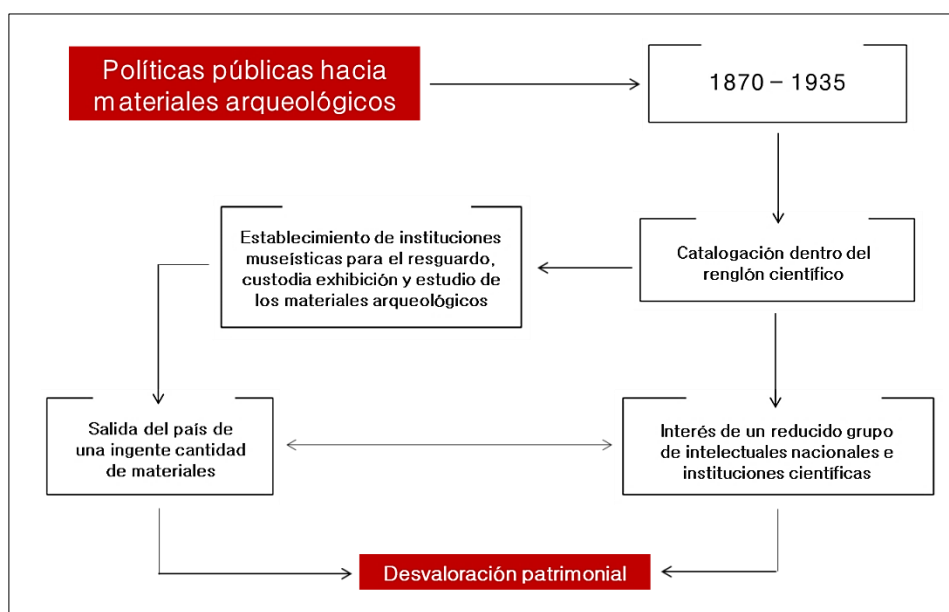 Políticas públicas hacia
materiales arqueológicos
1870 – 1935
Establecimiento de instituciones
museísticas para el resguardo,
custodia exhibición y estudio de
los materiales arqueológicos
Catalogación dentro del
renglón científico
Salida del país de
una ingente cantidad
de materiales
Interés de un reducido grupo
de intelectuales nacionales e
instituciones científicas
Desvaloración patrimonial